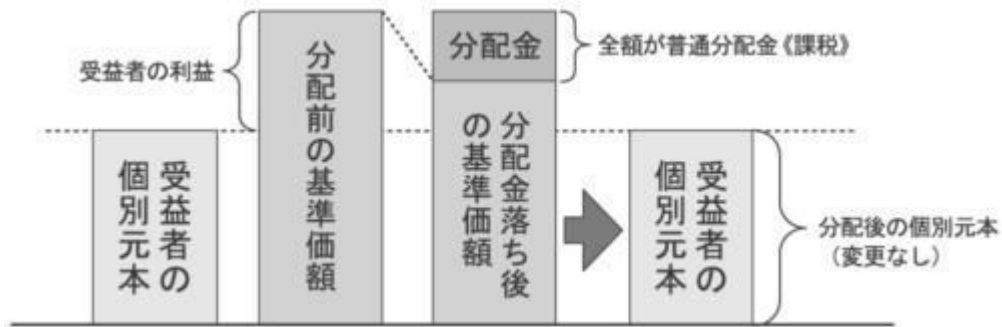 受益者の利益
受益者の
個別元本
分配前の基準価額
分配金
全額が普通分配金《課税》
分配金落ち後
の基準価額
受益者の
個別元本
分配後の個別元本
（変更なし）